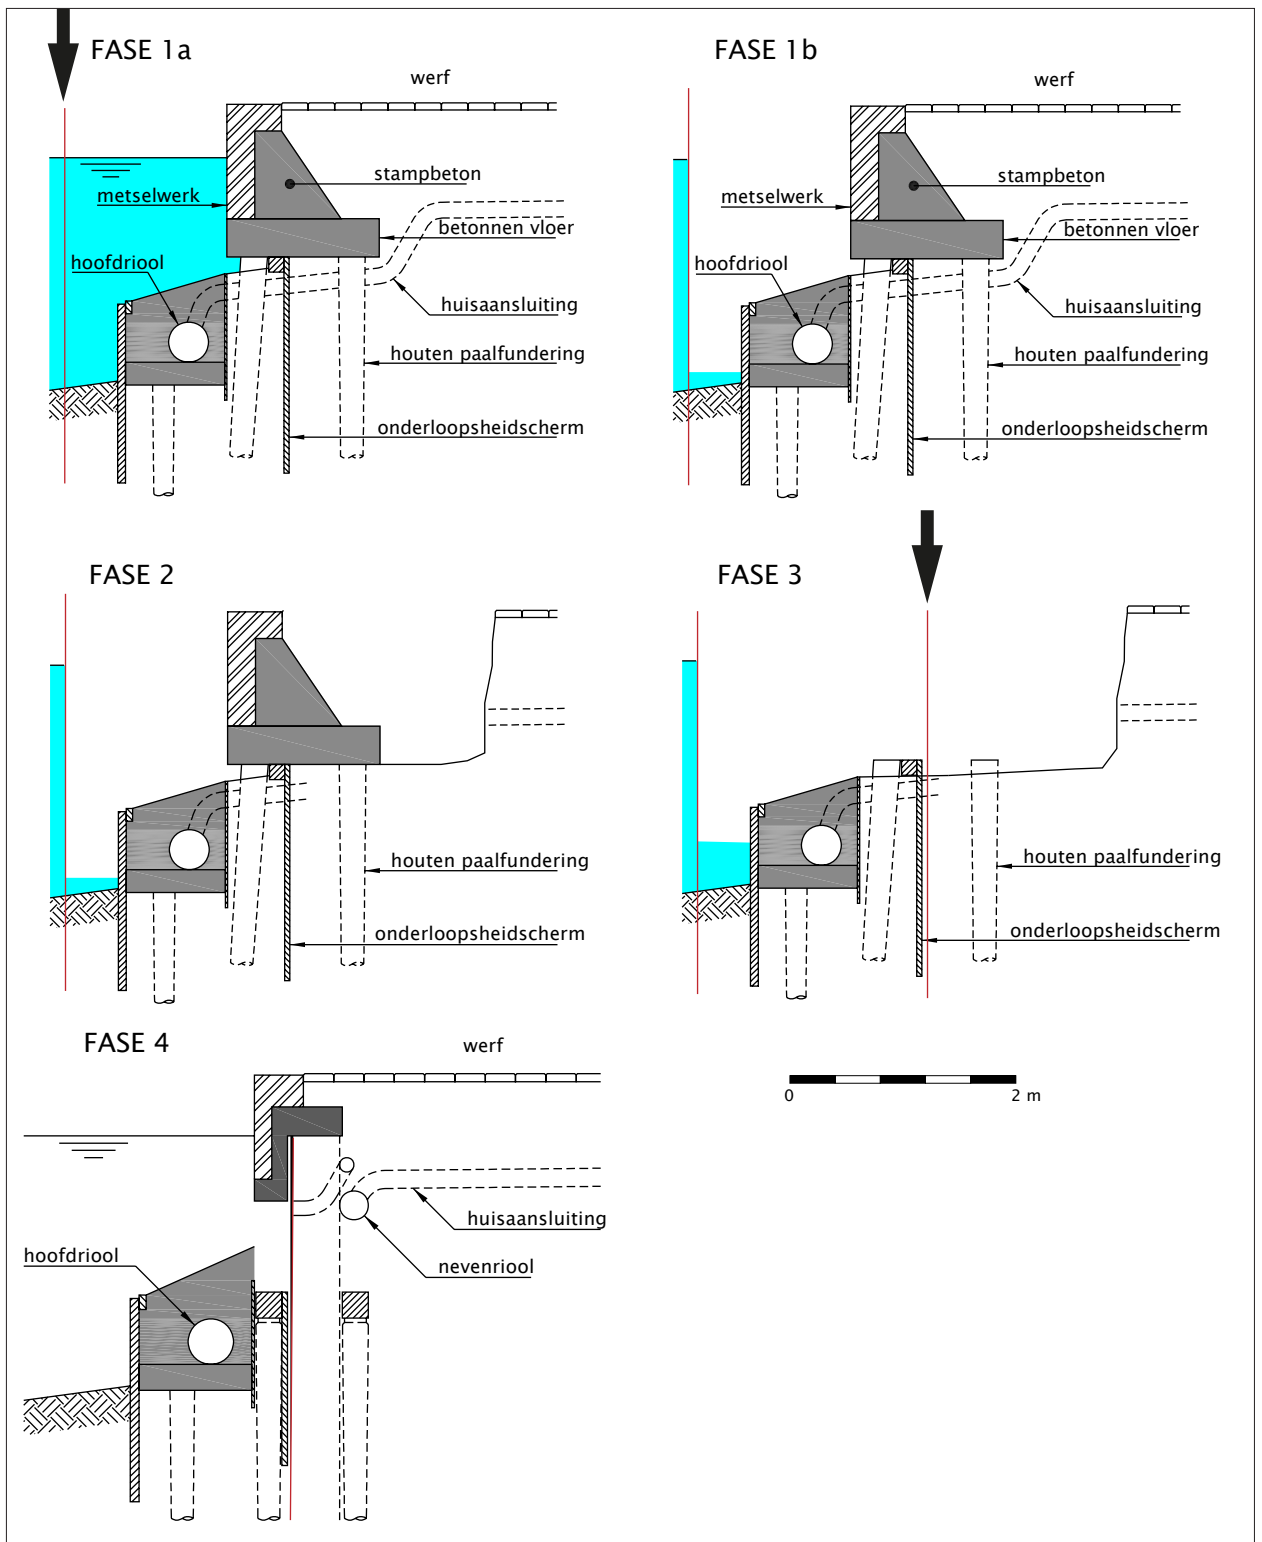 FASE 1a
werf
stampbeton
metselwerk
betonnen vloer
hoofdriool
huisaansluiting
houten paalfundering
onderloopsheidscherm
FASE 1b
werf
stampbeton
metselwerk
betonnen vloer
hoofdriool
huisaansluiting
houten paalfundering
onderloopsheidscherm
FASE 2
houten paalfundering
onderloopsheidscherm
FASE 3
houten paalfundering
onderloopsheidscherm
FASE 4
werf
huisaansluiting
hoofdriool
nevenriool
0 2 m